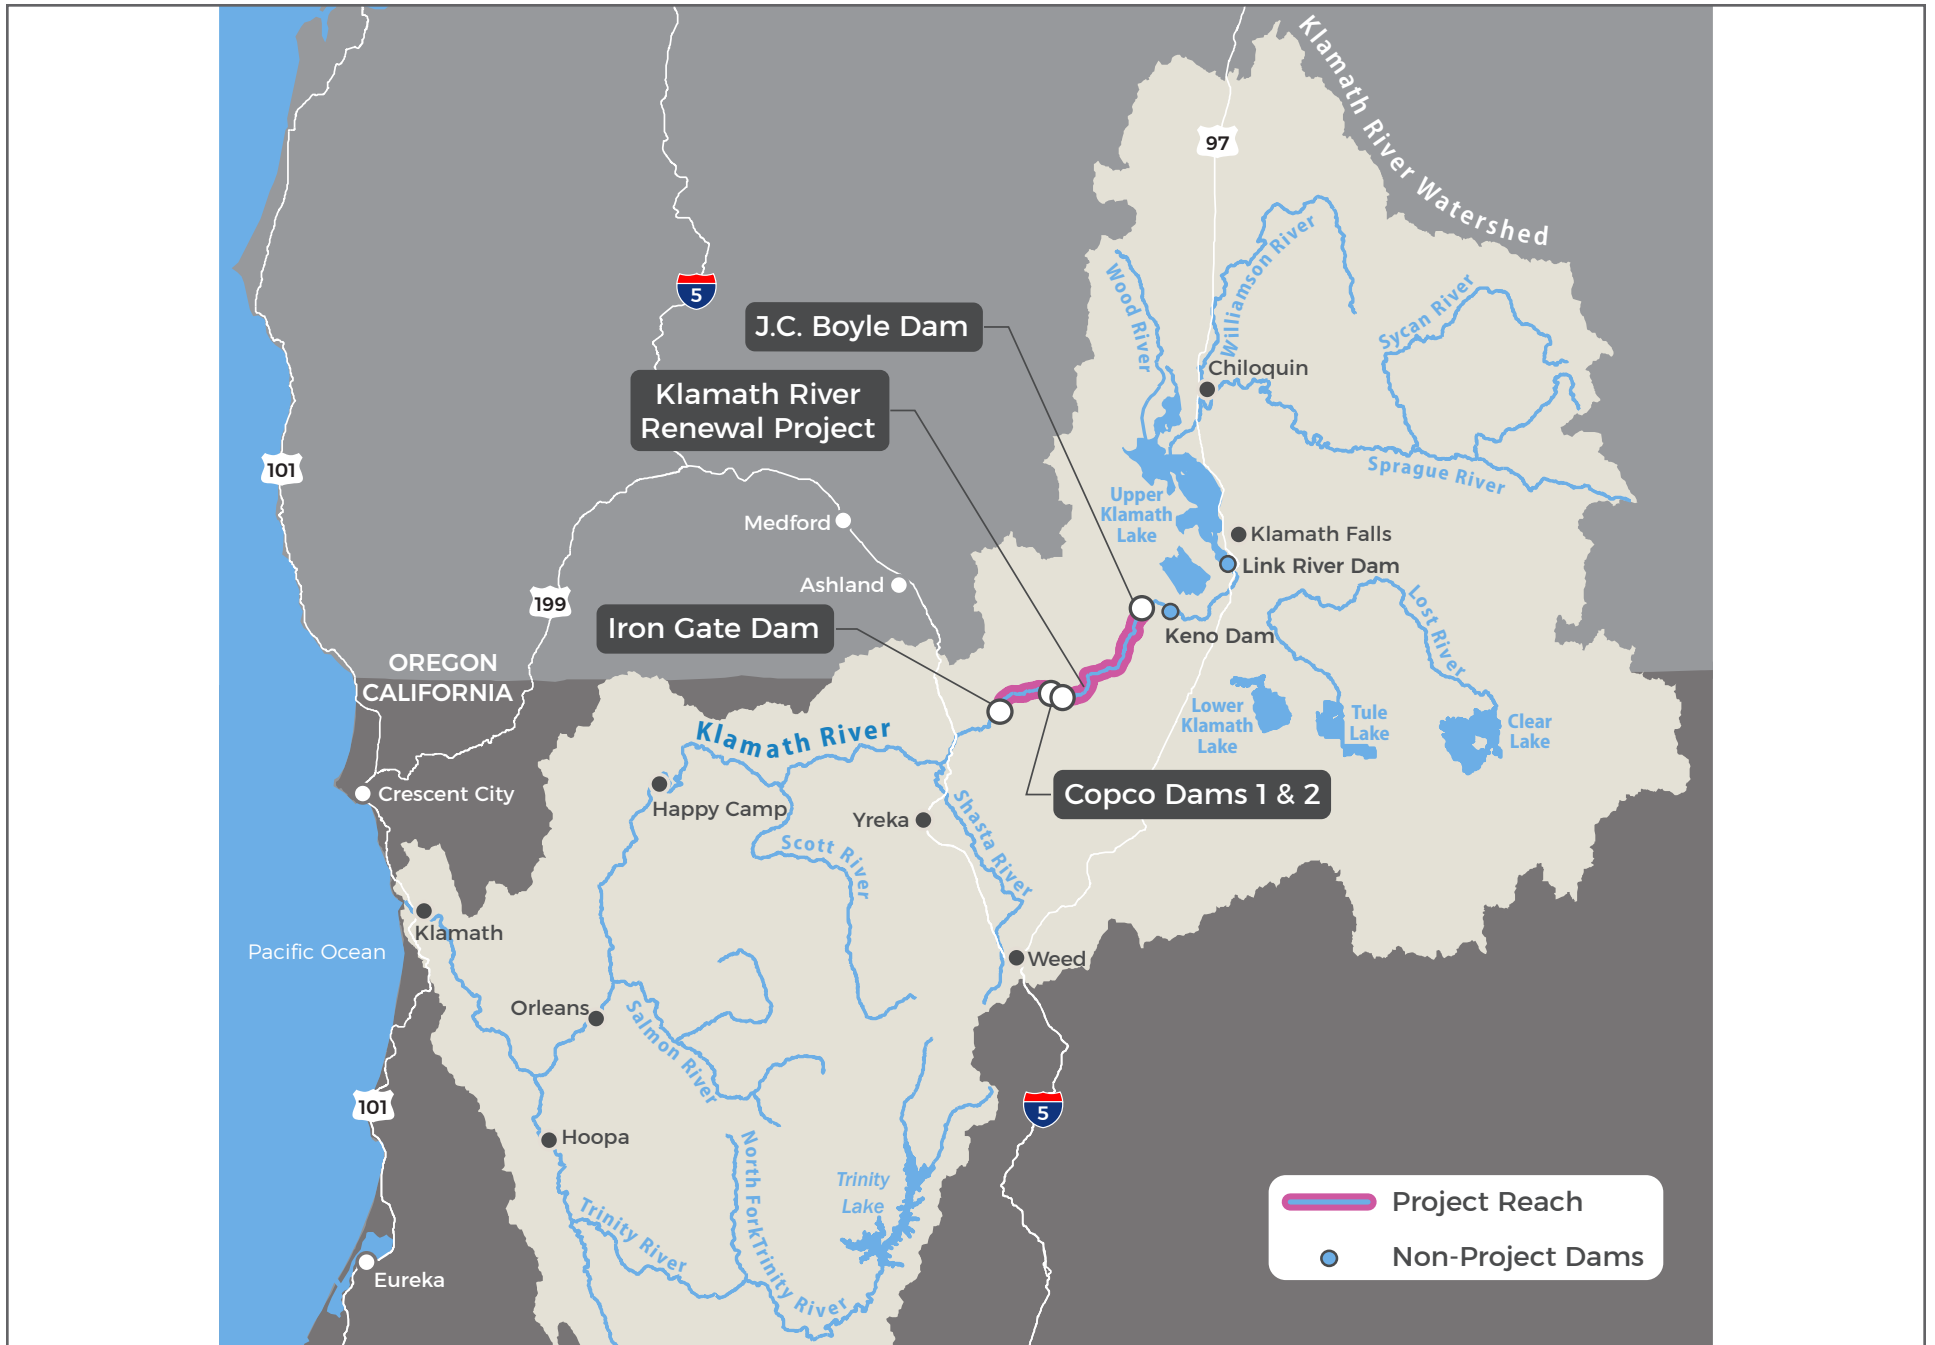 Klamath River Watershed
97
Williamson River
Wood River
Sycan River
5
J.C. Boyle Dam
Chiloquin
Klamath River
Renewal Project
Sprague River
101
Upper
Klamath
Lake
Medford
Klamath Falls
Link River Dam
Ashland
199
Lost River
Iron Gate Dam
Keno Dam
OREGON
CALIFORNIA
Lower
Klamath
Lake
Tule
Lake
Clear
Lake
Klamath River
Crescent City
Happy Camp
Yreka
Shasta River
Copco Dams 1 & 2
Scott River
Klamath
Pacific Ocean
Weed
Orleans
Salmon River
101
5
Hoopa
North Fork Trinity River
Trinity
Lake
Trinity River
Eureka
Project Reach
Non-Project Dams